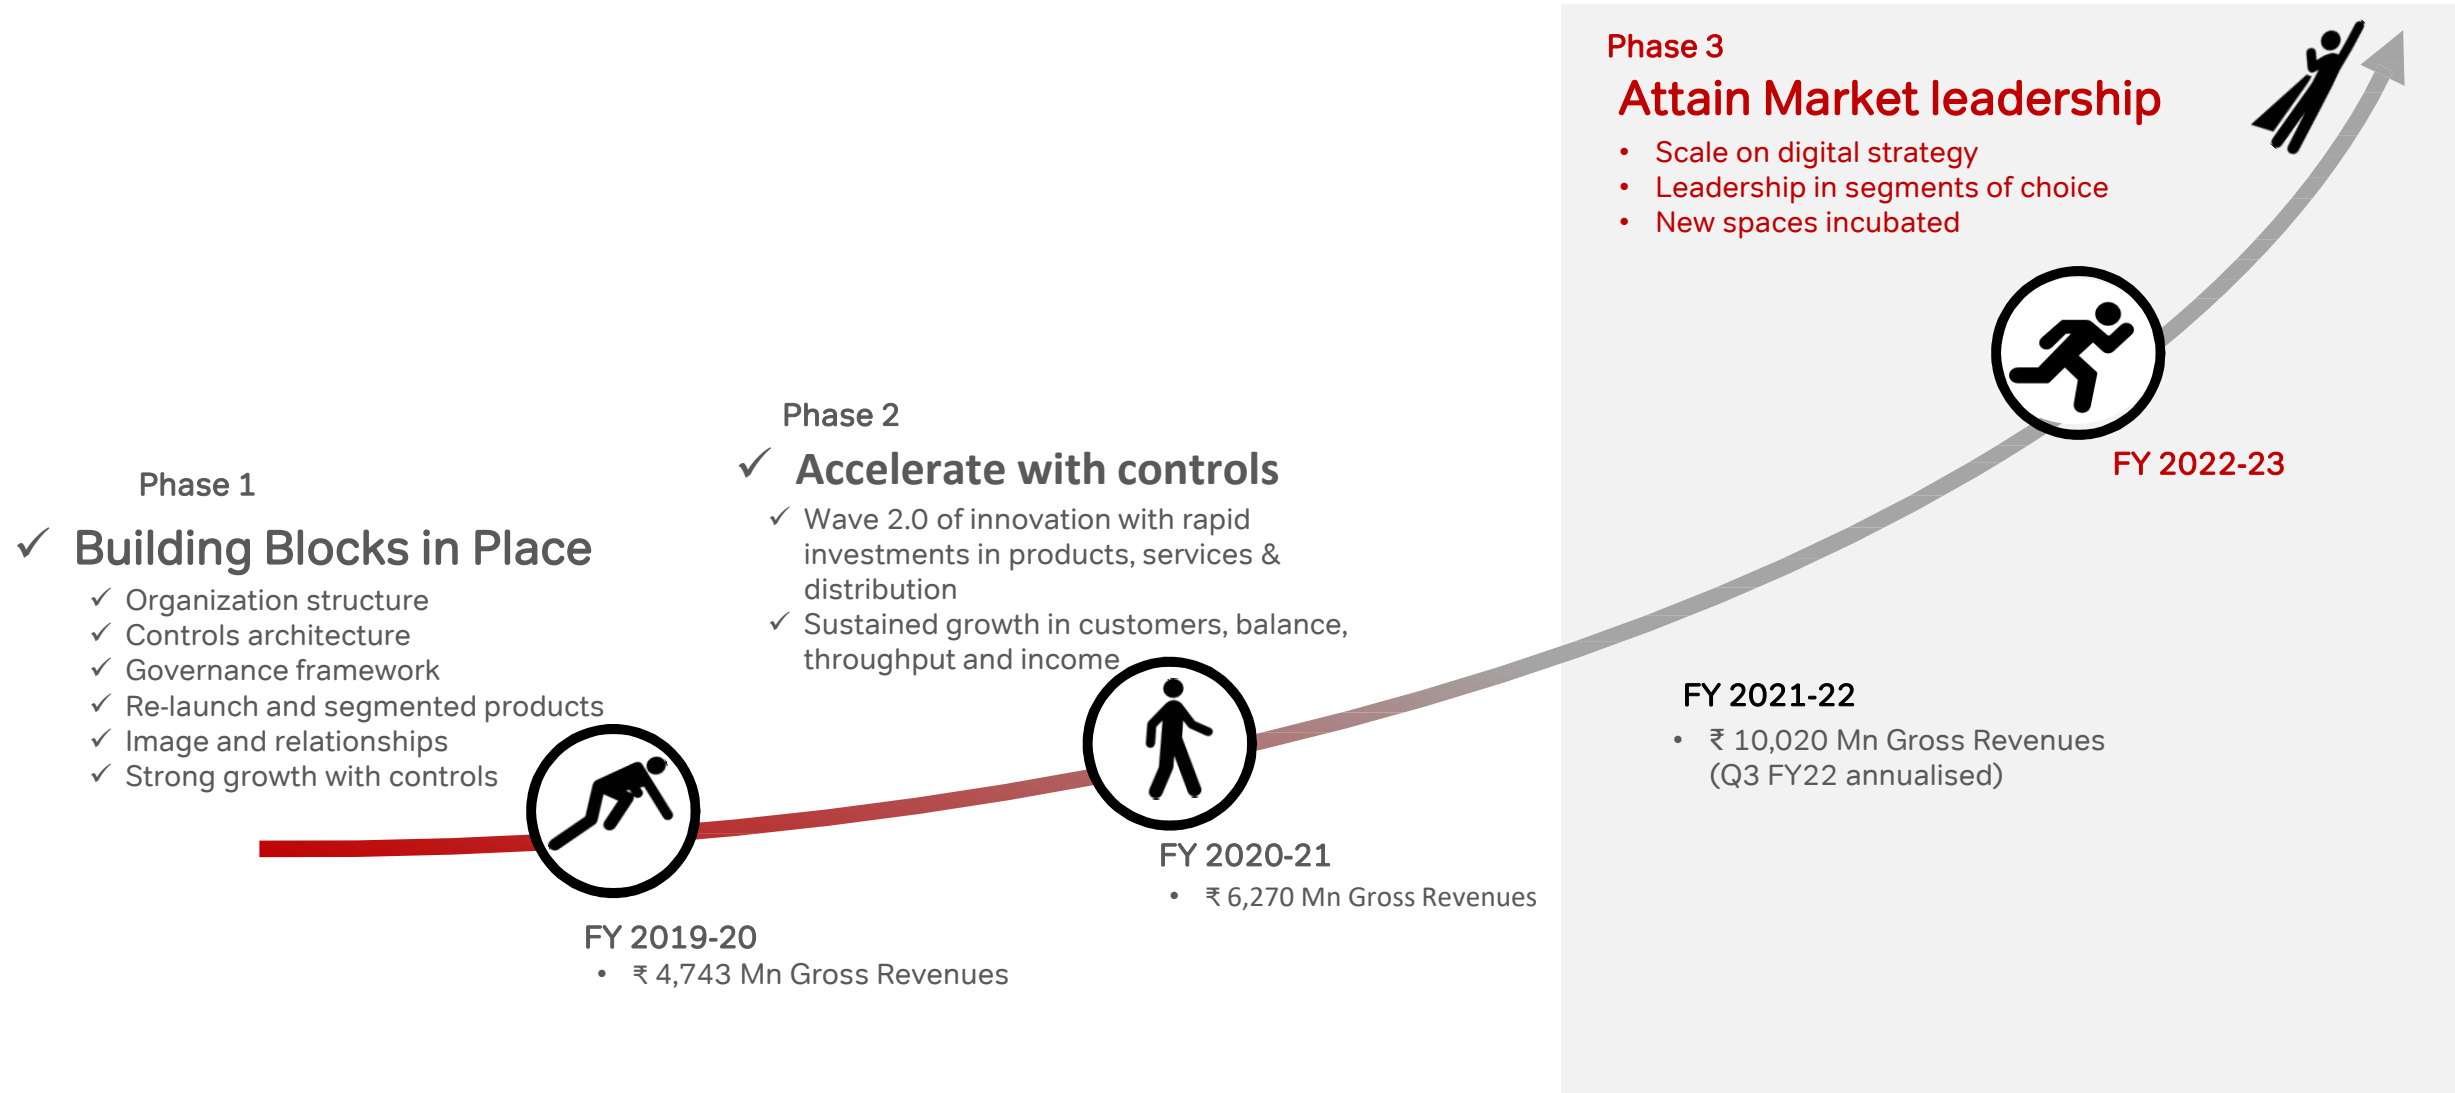 Phase 1
✓ Building Blocks in Place
✓ Organization structure
✓ Controls architecture
✓ Governance framework
✓ Re-launch and segmented products
✓ Image and relationships
✓ Strong growth with controls
FY 2019-20
• ₹ 4,743 Mn Gross Revenues
Phase 2
✓ Accelerate with controls
✓ Wave 2.0 of innovation with rapid
investments in products, services &
distribution
✓ Sustained growth in customers, balance,
throughput and income
FY 2020-21
• ₹ 6,270 Mn Gross Revenues
Phase 3
Attain Market leadership
• Scale on digital strategy
• Leadership in segments of choice
• New spaces incubated
FY 2022-23
FY 2021-22
• ₹ 10,020 Mn Gross Revenues
(Q3 FY22 annualised)